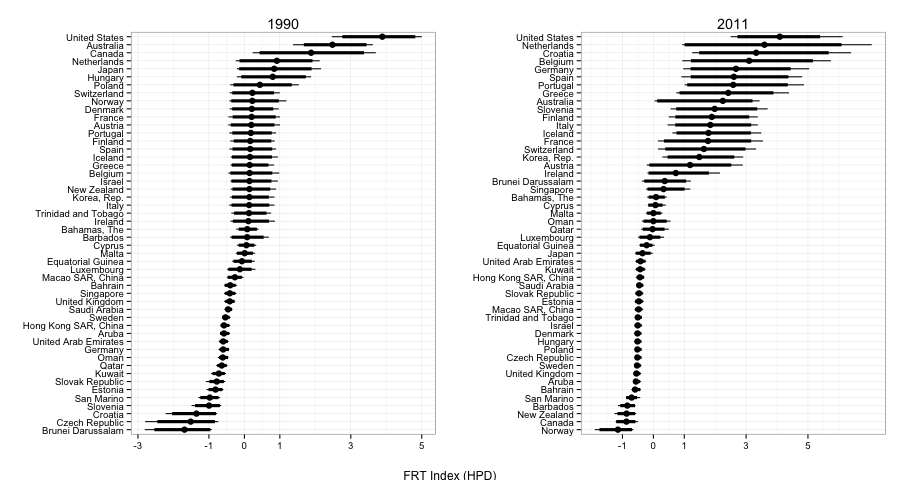 1990
United States
Australia
Canada
Netherlands
Japan
Hungary
Poland
Switzerland
Norway
Denmark
France
Austria
Portugal
Finland
Spain
Iceland
Greece
Belgium
Israel
New Zealand
Korea, Rep.
Italy
Trinidad and Tobago
Ireland
Bahamas, The
Barbados
Cyprus
Malta
Equatorial Guinea
Luxembourg
Macao SAR, China
Bahrain
Singapore
United Kingdom
Saudi Arabia
Sweden
Hong Kong SAR, China
Aruba
United Arab Emirates
Germany
Oman
Qatar
Kuwait
Slovak Republic
Estonia
San Marino
Slovenia
Croatia
Czech Republic
Brunei Darussalam
-3 -1 0 1 3 5
2011
United States
Netherlands
Croatia
Belgium
Germany
Spain
Portugal
Greece
Australia
Slovenia
Finland
Italy
Iceland
France
Switzerland
Korea, Rep.
Austria
Ireland
Brunei Darussalam
Singapore
Bahamas, The
Cyprus
Malta
Oman
Qatar
Luxembourg
Equatorial Guinea
Japan
United Arab Emirates
Kuwait
Hong Kong SAR, China
Saudi Arabia
Slovak Republic
Estonia
Macao SAR, China
Trinidad and Tobago
Israel
Denmark
Hungary
Poland
Czech Republic
Sweden
United Kingdom
Aruba
Bahrain
San Marino
Barbados
New Zealand
Canada
Norway
-1 0 1 3 5
FRT Index (HPD)